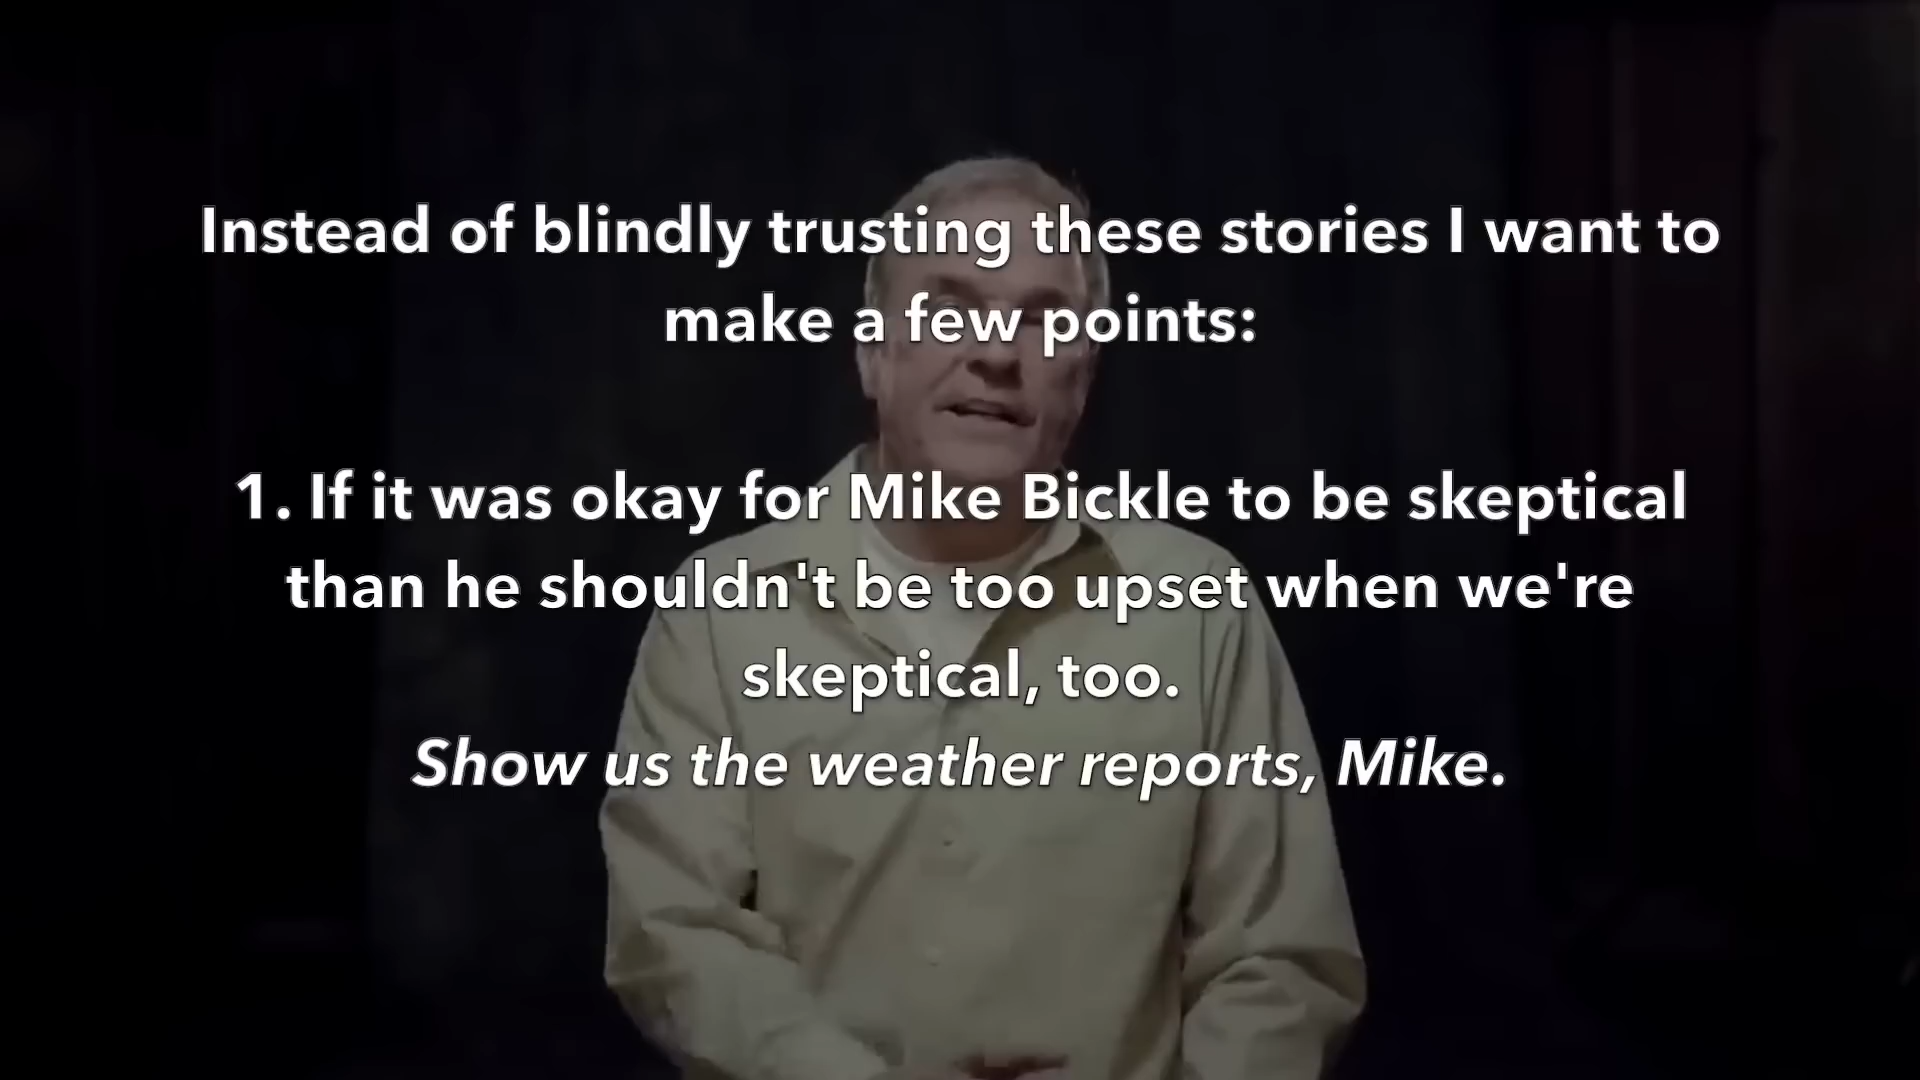 Instead of blindly trusting these stories I want to
make a few points:
1. If it was okay for Mike Bickle to be skeptical
than he shouldn't be too upset when we're
skeptical, too.
Show us the weather reports, Mike.